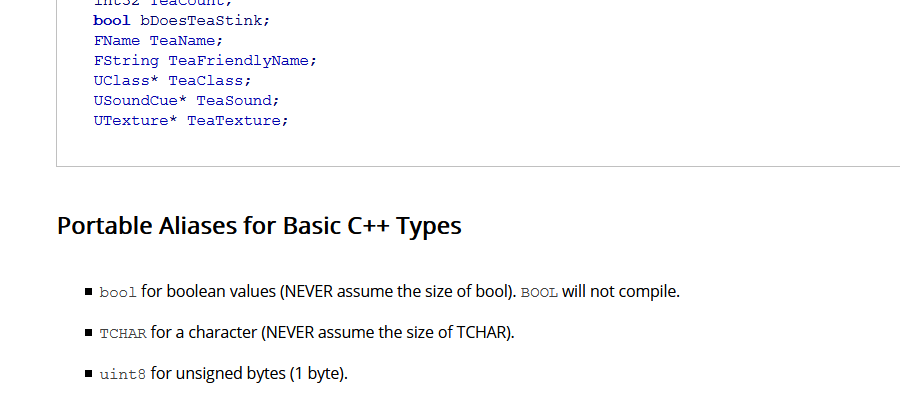 int32 TeaCount;
bool bDoesTeaStink;
FName TeaName;
FString TeaFriendlyName;
UClass* TeaClass;
USoundCue* TeaSound;
UTexture* TeaTexture;
Portable Aliases for Basic C++ Types
bool for boolean values (NEVER assume the size of bool). BOOL will not compile.
TCHAR for a character (NEVER assume the size of TCHAR).
uint8 for unsigned bytes (1 byte).